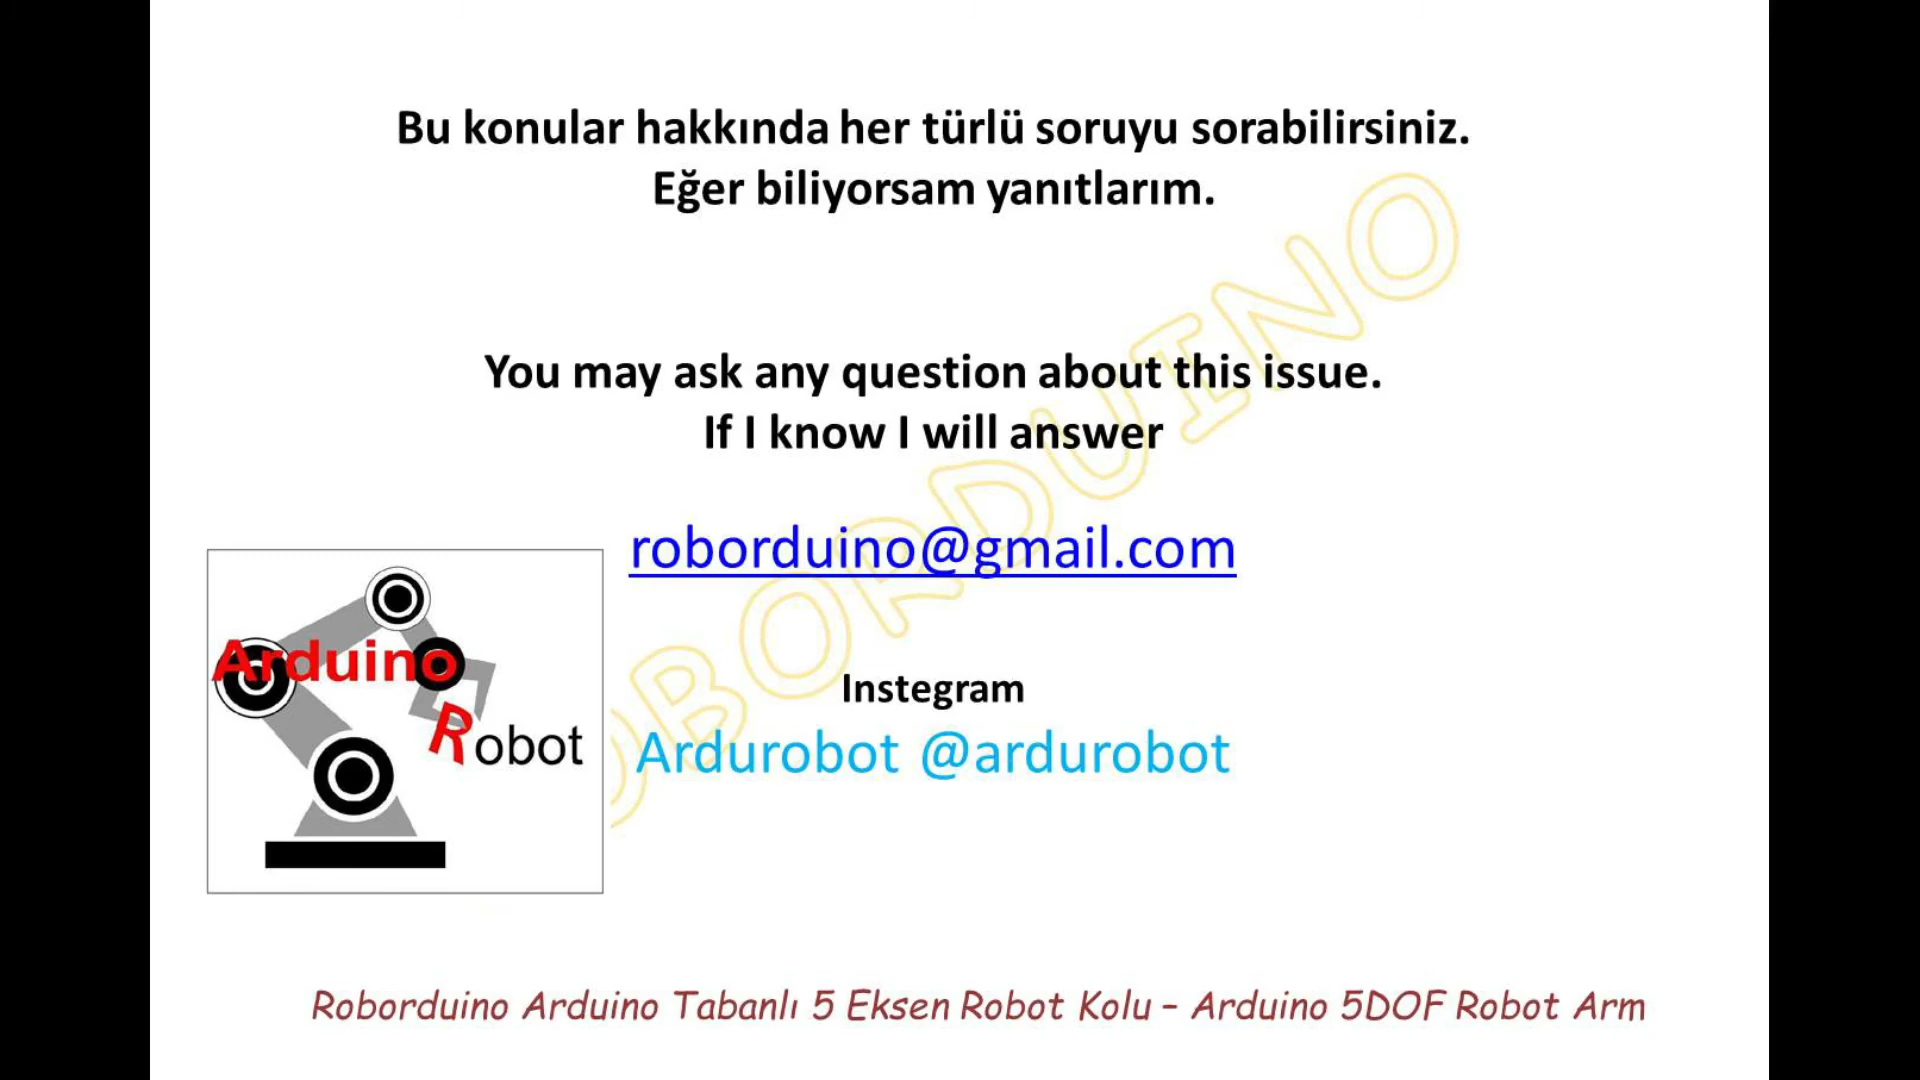 Bu konular hakkında her türlü soruyu sorabilirsiniz.
Eğer biliyorsam yanıtlarım.
You may ask any question about this issue.
If I know I will answer
roborduino@gmail.com
Arduino
Robot
Instegram
Ardurobot @ardurobot
ROBORDUINO
Roborduino Arduino Tabanlı 5 Eksen Robot Kolu – Arduino 5DOF Robot Arm